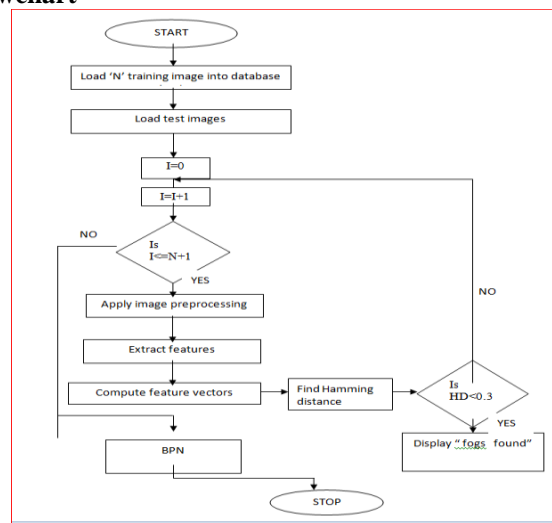 START
Load ‘N’ training image into database
Load test images
I=0
I=I+1
NO
Is
I<=N+1
YES
Apply image preprocessing
NO
Extract features
Compute feature vectors
Find Hamming
distance
Is
HD<0.3
YES
Display “fogs found”
BPN
STOP